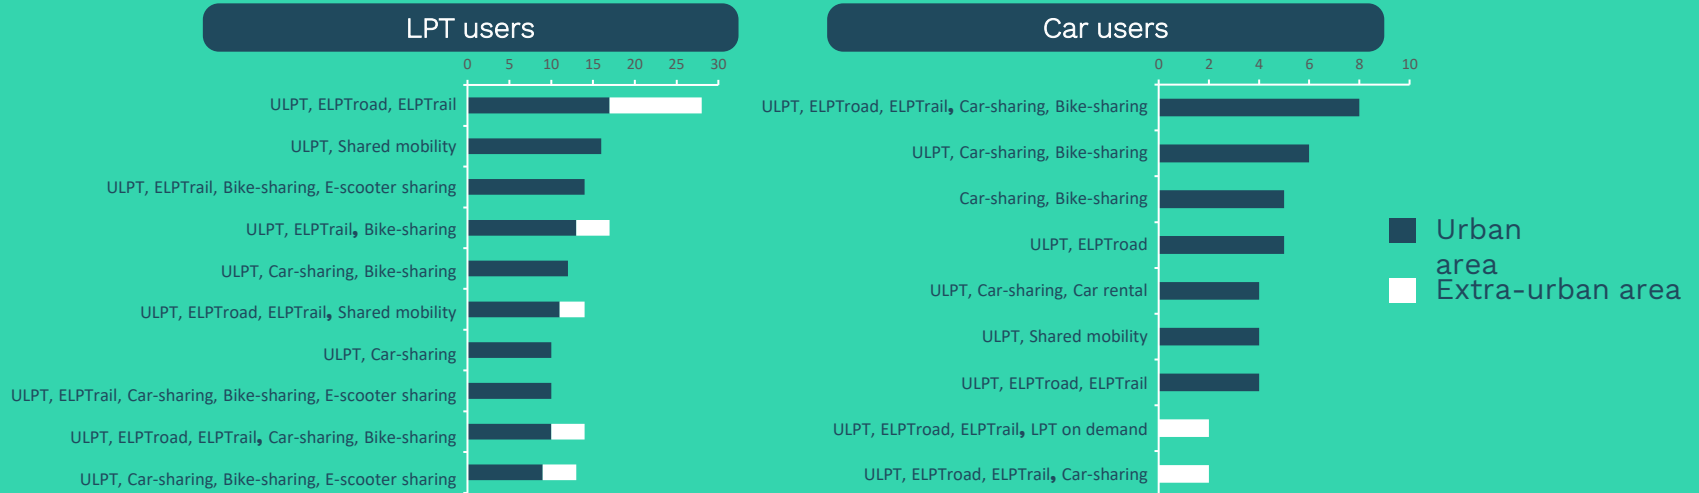 LPT users
0 5 10 15 20 25 30
ULPT, ELPTroad, ELPTrail
ULPT, Shared mobility
ULPT, ELPTrail, Bike-sharing, E-scooter sharing
ULPT, ELPTrail, Bike-sharing
ULPT, Car-sharing, Bike-sharing
ULPT, ELPTroad, ELPTrail, Shared mobility
ULPT, Car-sharing
ULPT, ELPTrail, Car-sharing, Bike-sharing, E-scooter sharing
ULPT, ELPTroad, ELPTrail, Car-sharing, Bike-sharing
ULPT, Car-sharing, Bike-sharing, E-scooter sharing
Car users
0 2 4 6 8 10
ULPT, ELPTroad, ELPTrail, Car-sharing, Bike-sharing
ULPT, Car-sharing, Bike-sharing
Car-sharing, Bike-sharing
ULPT, ELPTroad
ULPT, Car-sharing, Car rental
ULPT, Shared mobility
ULPT, ELPTroad, ELPTrail
ULPT, ELPTroad, ELPTrail, LPT on demand
ULPT, ELPTroad, ELPTrail, Car-sharing
Urban
area
Extra-urban area